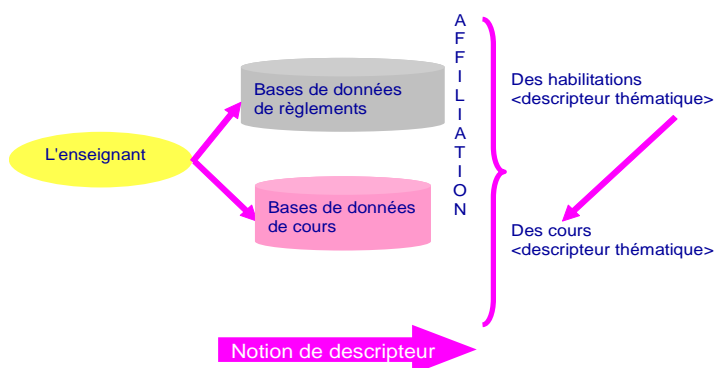 L'enseignant
Bases de données
de règlements
Bases de données
de cours
A
F
F
I
L
I
A
T
I
O
N
Des habilitations
<descripteur thématique>
Des cours
<descripteur thématique>
Notion de descripteur